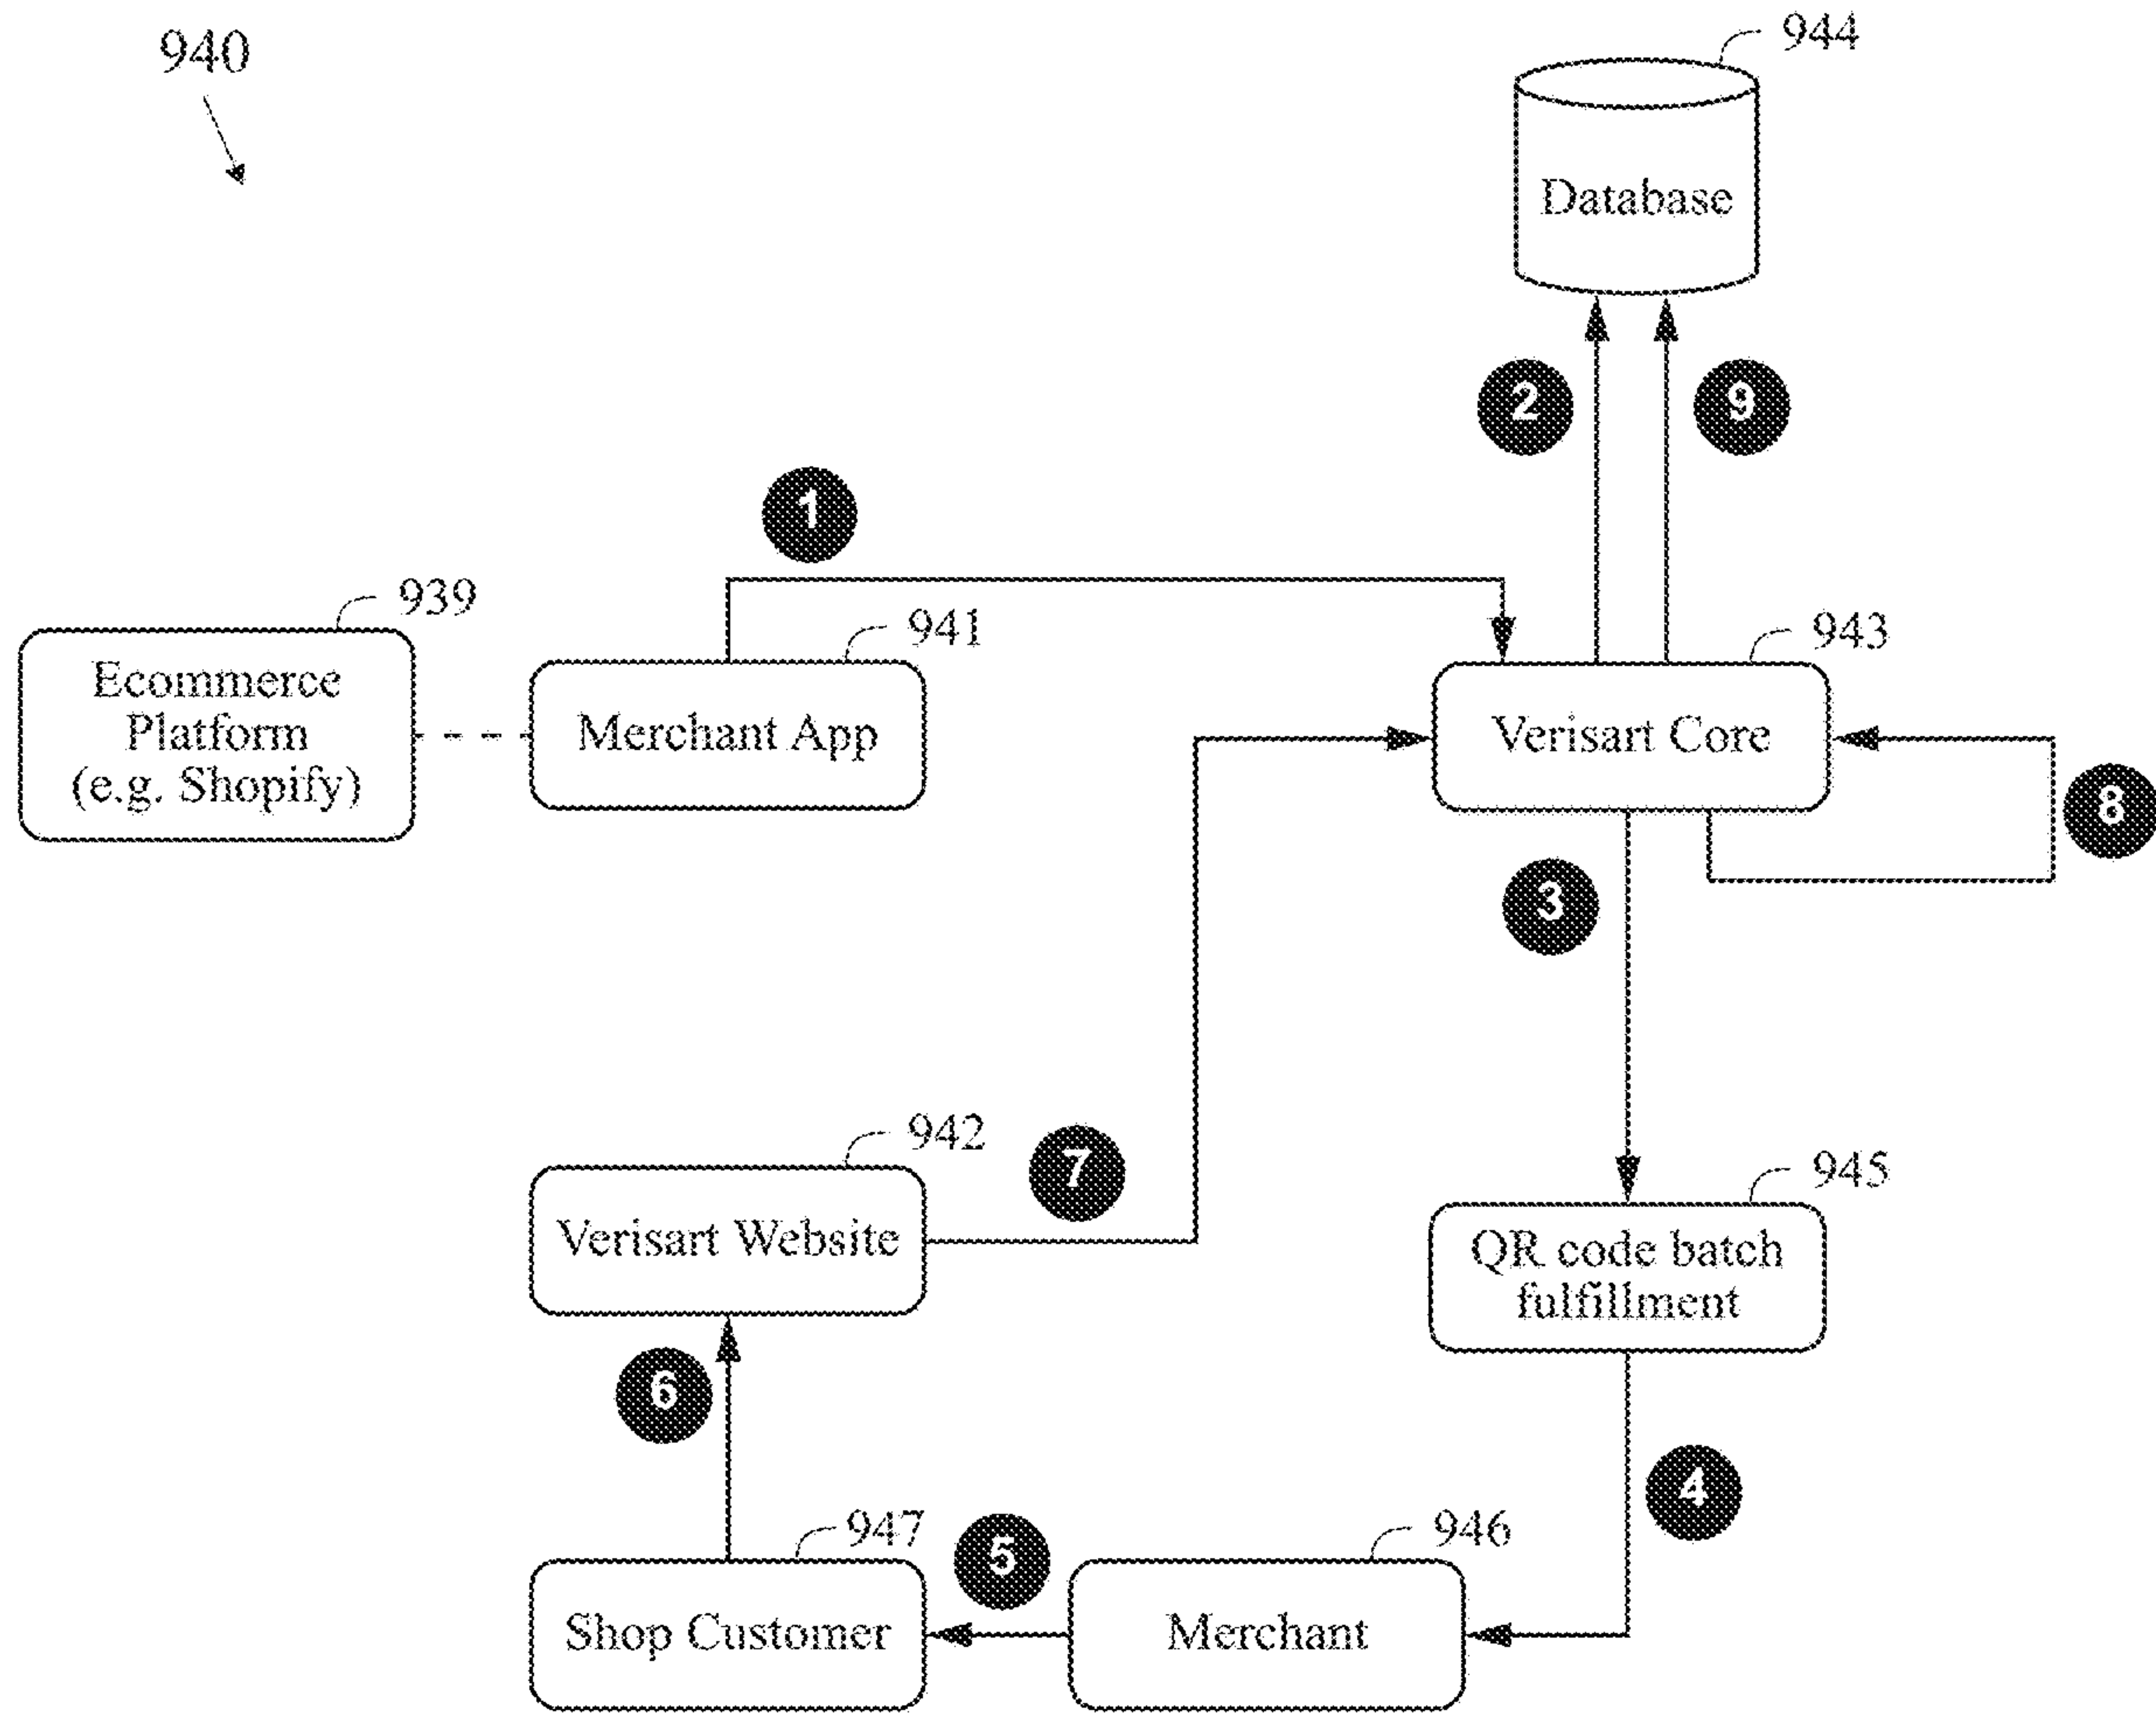 940
944
Database
2
9
1
939
Ecommerce
Platform
(e.g. Shopify)
941
Merchant App
943
Verisart Core
8
3
942
Verisart Website
7
945
QR code batch
fulfillment
6
4
947
Shop Customer
5
946
Merchant